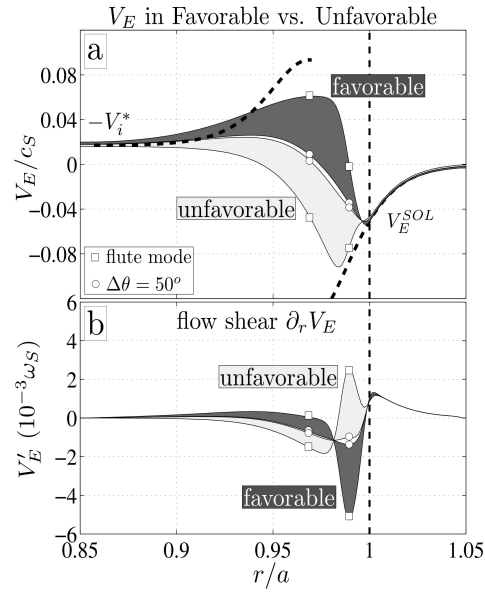 V_E in Favorable vs. Unfavorable
a
0.08
0.04
0
−0.04
−0.08
V_E/c_S
−V_i^*
favorable
unfavorable
V_E^{SOL}
flute mode
Δθ = 50^o
b
flow shear ∂_r V_E
6
4
2
0
−2
−4
−6
V_E′ (10^{−3}ω_S)
unfavorable
favorable
0.85
0.9
0.95
1
1.05
r/a